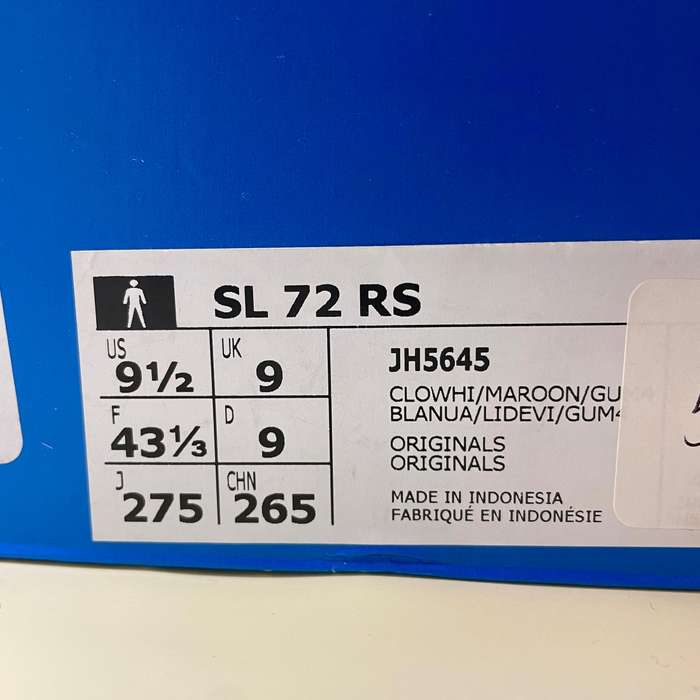 SL 72 RS
US 9½ UK 9
F 43⅓ D 9
J 275 CHN 265
JH5645
CLOWHI/MAROON/GUM4
BLANUA/LIDEVI/GUM4
ORIGINALS
ORIGINALS
MADE IN INDONESIA
FABRIQUÉ EN INDONÉSIE